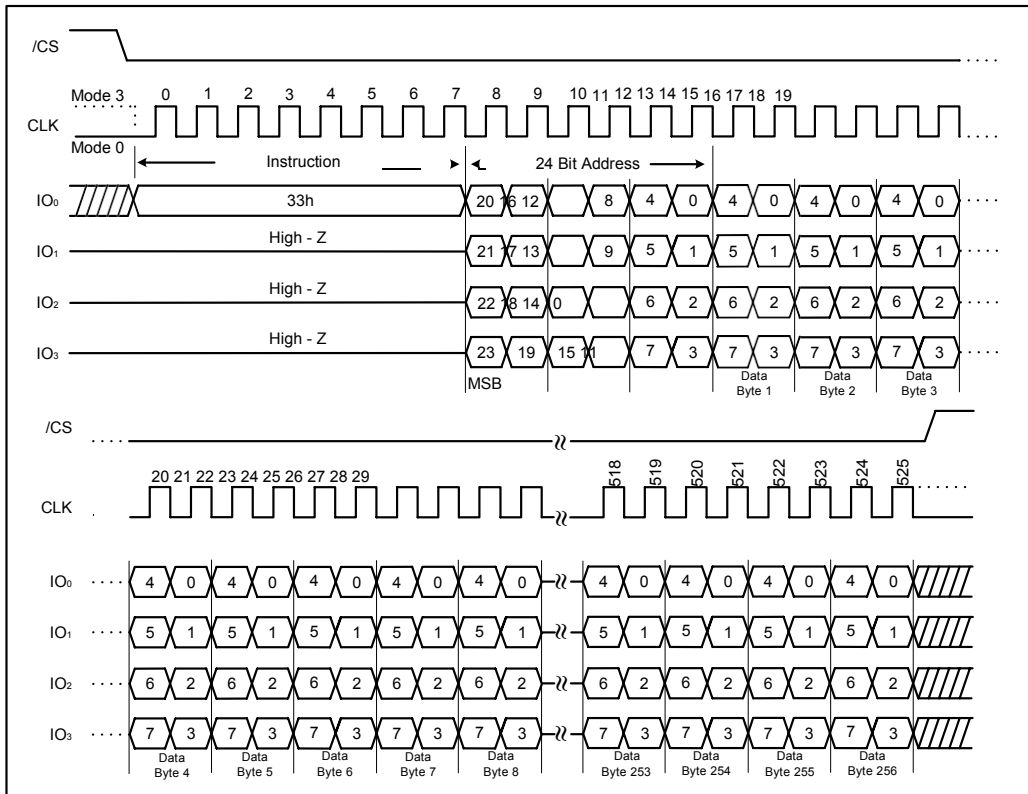 /CS
Mode 3 0 1 2 3 4 5 6 7 8 9 10 11 12 13 14 15 16 17 18 19
CLK
Mode 0
Instruction 24 Bit Address
IO0 33h 20 16 12 8 4 0 4 0 4 0 4 0
IO1 High - Z 21 17 13 9 5 1 5 1 5 1 5 1
IO2 High - Z 22 18 14 0 6 2 6 2 6 2 6 2
IO3 High - Z 23 19 15 11 7 3 7 3 7 3 7 3
MSB
Data Byte 1 Data Byte 2 Data Byte 3
/CS
20 21 22 23 24 25 26 27 28 29 518 519 520 521 522 523 524 525
CLK
IO0 4 0 4 0 4 0 4 0 4 0 4 0 4 0 4 0 4 0
IO1 5 1 5 1 5 1 5 1 5 1 5 1 5 1 5 1 5 1
IO2 6 2 6 2 6 2 6 2 6 2 6 2 6 2 6 2 6 2
IO3 7 3 7 3 7 3 7 3 7 3 7 3 7 3 7 3 7 3
Data Byte 4 Data Byte 5 Data Byte 6 Data Byte 7 Data Byte 8 Data Byte 253 Data Byte 254 Data Byte 255 Data Byte 256